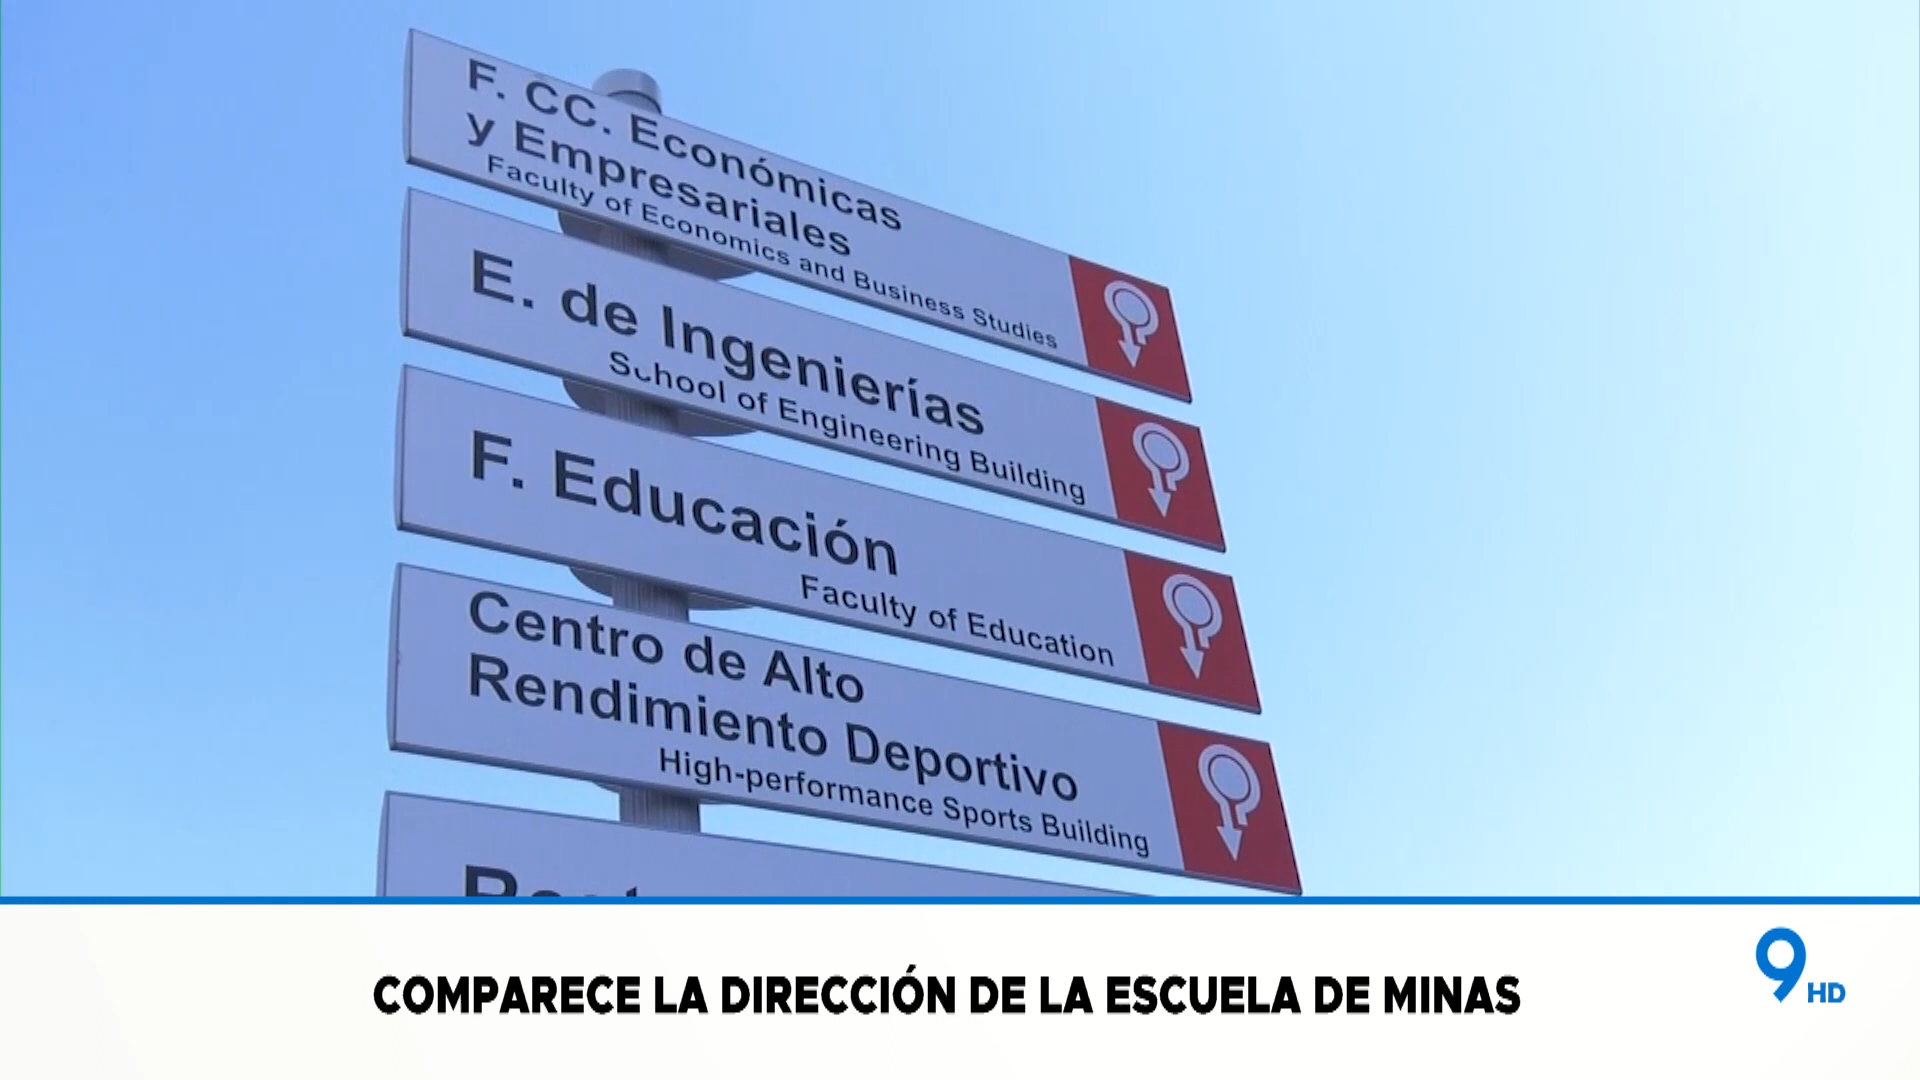 F. CC. Económicas
y Empresariales
Faculty of Economics and Business Studies
E. de Ingenierías
School of Engineering Building
F. Educación
Faculty of Education
Centro de Alto
Rendimiento Deportivo
High-performance Sports Building
COMPARECE LA DIRECCIÓN DE LA ESCUELA DE MINAS
9 HD